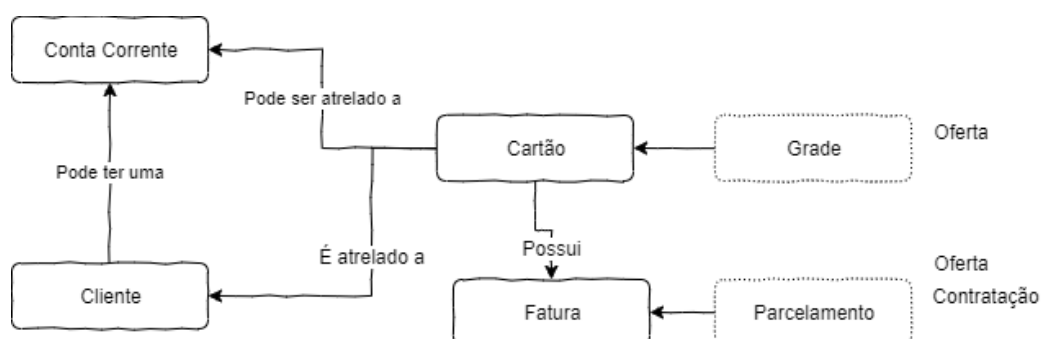 Conta Corrente
Pode ser atrelado a
Cartão
Grade
Oferta
Pode ter uma
É atrelado a
Possui
Oferta
Cliente
Fatura
Parcelamento
Contratação